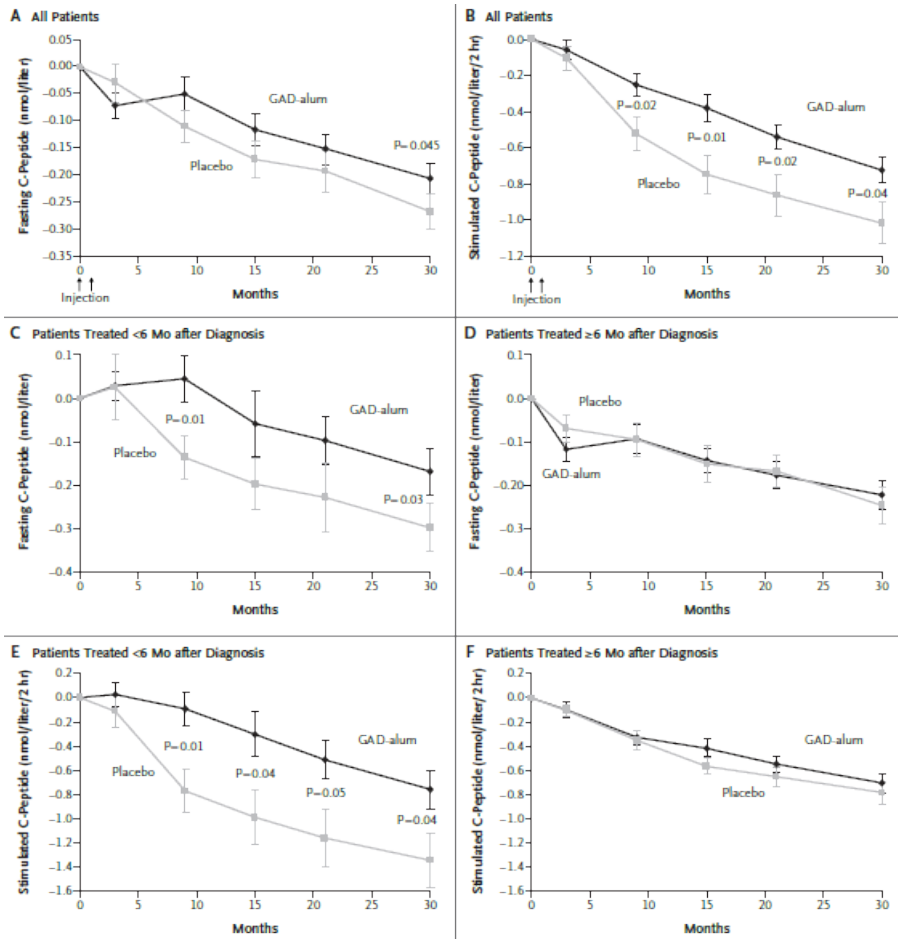 A All Patients
Fasting C-Peptide (nmol/liter)
0.05
0.00
−0.05
−0.10
−0.15
−0.20
−0.25
−0.30
−0.35
GAD-alum
P=0.045
Placebo
0 5 10 15 20 25 30
Injection
Months
B All Patients
Stimulated C-Peptide (nmol/liter/2 hr)
0.0
−0.2
−0.4
−0.6
−0.8
−1.0
−1.2
GAD-alum
P=0.02
P=0.01
P=0.02
Placebo
P=0.04
0 5 10 15 20 25 30
Injection
Months
C Patients Treated <6 Mo after Diagnosis
Fasting C-Peptide (nmol/liter)
0.1
0.0
−0.1
−0.2
−0.3
−0.4
GAD-alum
P=0.01
Placebo
P=0.03
0 5 10 15 20 25 30
Months
D Patients Treated ≥6 Mo after Diagnosis
Fasting C-Peptide (nmol/liter)
0.1
0.0
−0.1
−0.20
−0.3
−0.4
Placebo
GAD-alum
0 5 10 15 20 25 30
Months
E Patients Treated <6 Mo after Diagnosis
Stimulated C-Peptide (nmol/liter/2 hr)
0.2
0.0
−0.2
−0.4
−0.6
−0.8
−1.0
−1.2
−1.4
−1.6
GAD-alum
P=0.01
Placebo
P=0.04
P=0.05
P=0.04
0 5 10 15 20 25 30
Months
F Patients Treated ≥6 Mo after Diagnosis
Stimulated C-Peptide (nmol/liter/2 hr)
0.2
0.0
−0.2
−0.4
−0.6
−0.8
−1.0
−1.2
−1.4
−1.6
GAD-alum
Placebo
0 5 10 15 20 25 30
Months